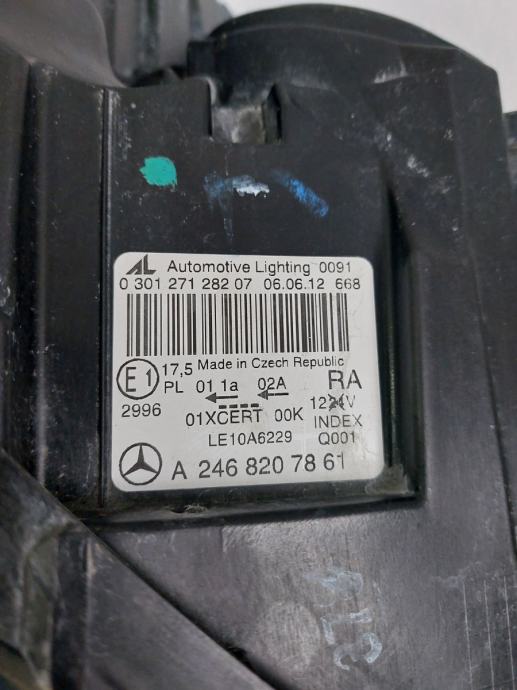 AL Automotive Lighting 0091
0 301 271 282 07 06.06.12 668
17,5 Made in Czech Republic
E1 PL 01 1a 02A RA
2996 01XCERT 00K 1224V
LE10A6229 INDEX Q001
A 246 820 78 61